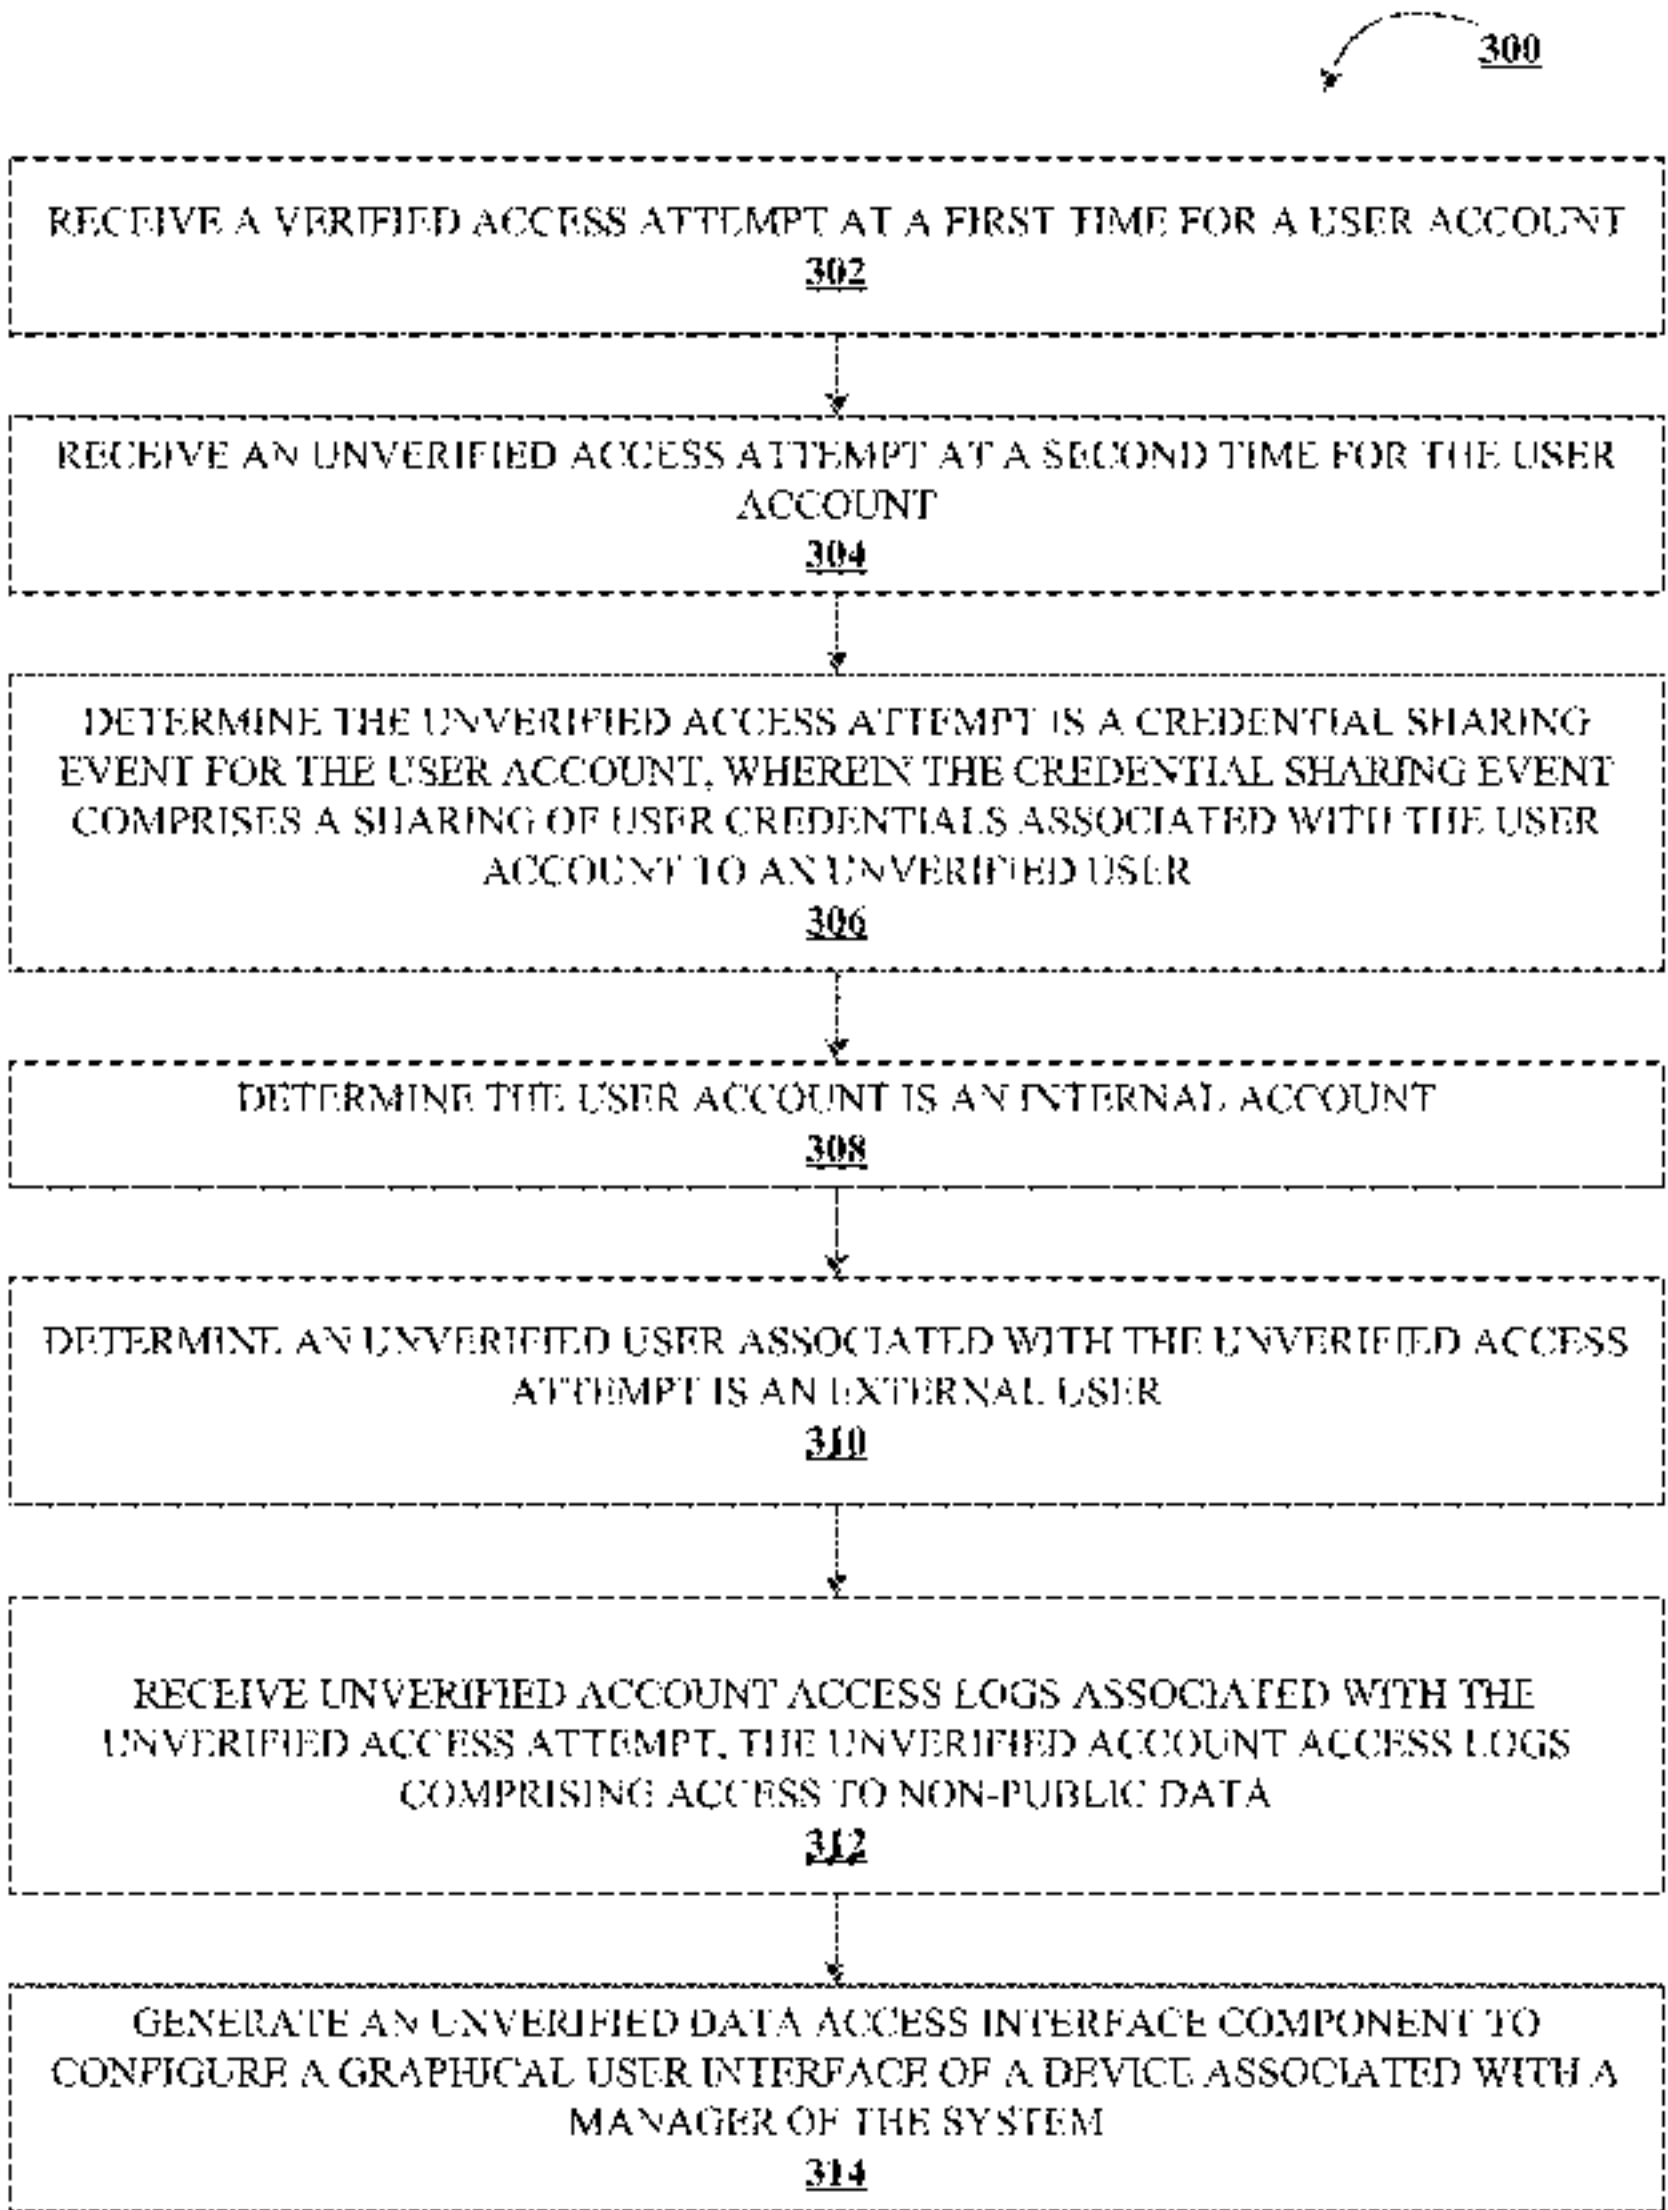 300
RECEIVE A VERIFIED ACCESS ATTEMPT AT A FIRST TIME FOR A USER ACCOUNT
302
RECEIVE AN UNVERIFIED ACCESS ATTEMPT AT A SECOND TIME FOR THE USER
ACCOUNT
304
DETERMINE THE UNVERIFIED ACCESS ATTEMPT IS A CREDENTIAL SHARING
EVENT FOR THE USER ACCOUNT, WHEREIN THE CREDENTIAL SHARING EVENT
COMPRISES A SHARING OF USER CREDENTIALS ASSOCIATED WITH THE USER
ACCOUNT TO AN UNVERIFIED USER
306
DETERMINE THE USER ACCOUNT IS AN INTERNAL ACCOUNT
308
DETERMINE AN UNVERIFIED USER ASSOCIATED WITH THE UNVERIFIED ACCESS
ATTEMPT IS AN EXTERNAL USER
310
RECEIVE UNVERIFIED ACCOUNT ACCESS LOGS ASSOCIATED WITH THE
UNVERIFIED ACCESS ATTEMPT, THE UNVERIFIED ACCOUNT ACCESS LOGS
COMPRISING ACCESS TO NON-PUBLIC DATA
312
GENERATE AN UNVERIFIED DATA ACCESS INTERFACE COMPONENT TO
CONFIGURE A GRAPHICAL USER INTERFACE OF A DEVICE ASSOCIATED WITH A
MANAGER OF THE SYSTEM
314